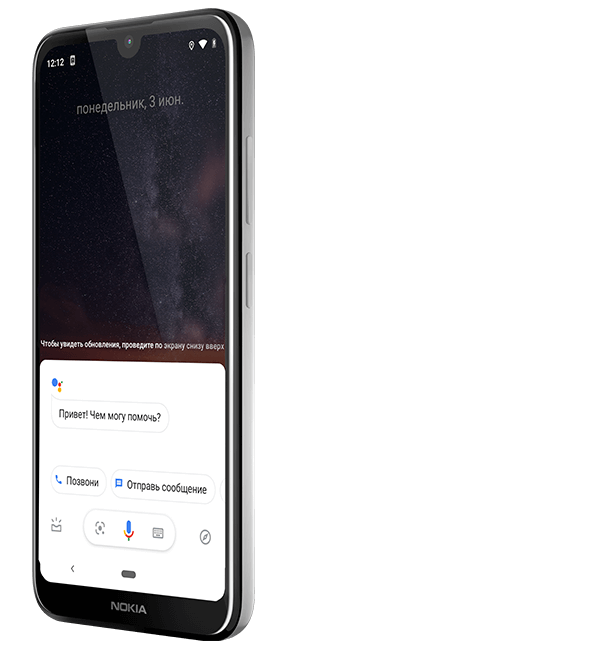 12:12
понедельник, 3 июн.
Чтобы увидеть обновления, проведите по экрану снизу вверх
Привет! Чем могу помочь?
Позвони
Отправь сообщение
NOKIA